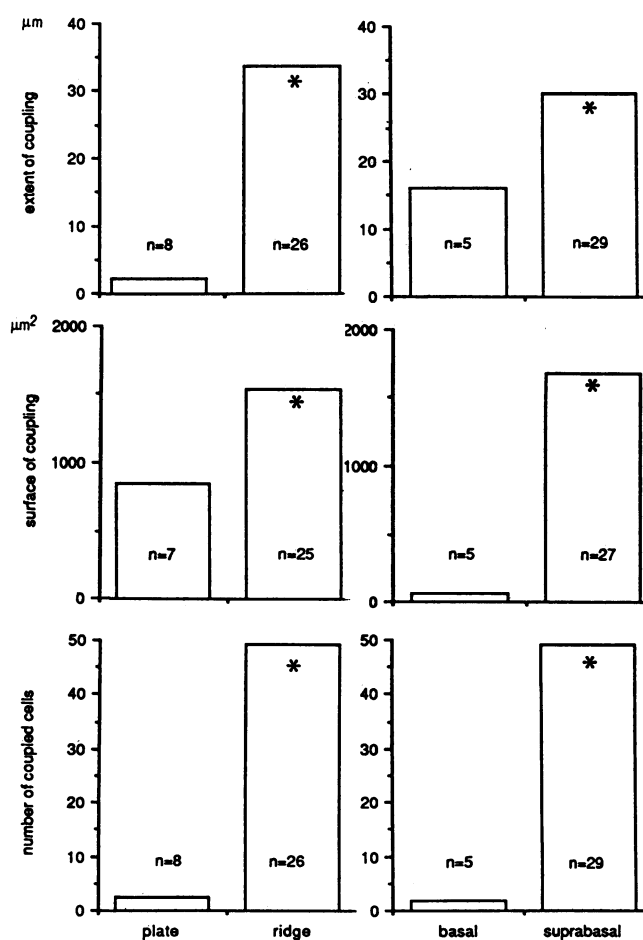 μm
40
30
20
10
0
extent of coupling
n=8
n=26
*
40
30
20
10
0
n=5
n=29
*
μm²
2000
1000
0
surface of coupling
n=7
n=25
*
2000
1000
0
n=5
n=27
*
50
40
30
20
10
0
number of coupled cells
n=8
n=26
*
plate
ridge
50
40
30
20
10
0
n=5
n=29
*
basal
suprabasal